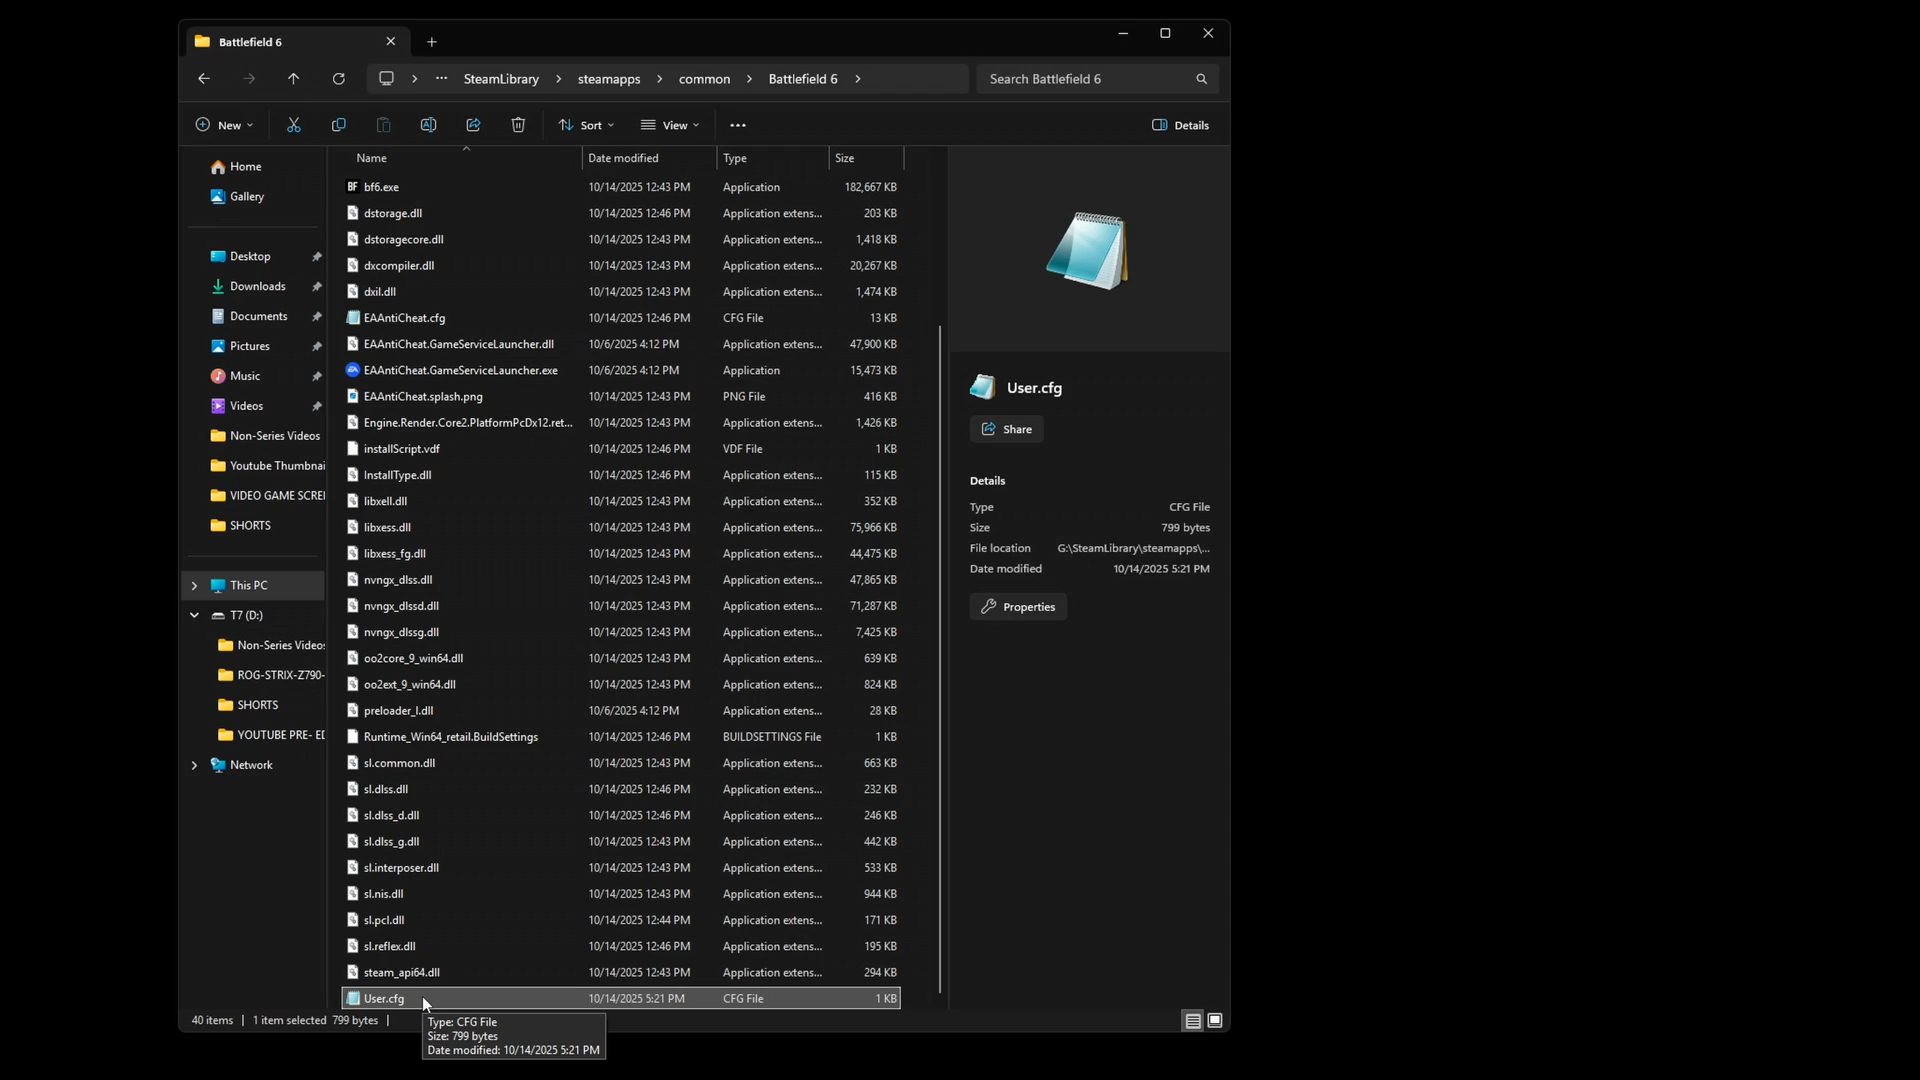 Battlefield 6
SteamLibrary > steamapps > common > Battlefield 6 >
Search Battlefield 6
New
Sort
View
Details
Home
Gallery
Desktop
Downloads
Documents
Pictures
Music
Videos
Non-Series Videos
Youtube Thumbnai
VIDEO GAME SCREE
SHORTS
This PC
T7 (D:)
Non-Series Videos
ROG-STRIX-Z790-
SHORTS
YOUTUBE PRE- ED
Network
Name Date modified Type Size
BF bf6.exe 10/14/2025 12:43 PM Application 182,667 KB
dstorage.dll 10/14/2025 12:46 PM Application extens... 203 KB
dstoragecore.dll 10/14/2025 12:43 PM Application extens... 1,418 KB
dxcompiler.dll 10/14/2025 12:43 PM Application extens... 20,267 KB
dxil.dll 10/14/2025 12:43 PM Application extens... 1,474 KB
EAAntiCheat.cfg 10/14/2025 12:46 PM CFG File 13 KB
EAAntiCheat.GameServiceLauncher.dll 10/6/2025 4:12 PM Application extens... 47,900 KB
EA EAAntiCheat.GameServiceLauncher.exe 10/6/2025 4:12 PM Application 15,473 KB
EAAntiCheat.splash.png 10/14/2025 12:43 PM PNG File 416 KB
Engine.Render.Core2.PlatformPcDx12.ret... 10/14/2025 12:43 PM Application extens... 1,426 KB
installScript.vdf 10/14/2025 12:46 PM VDF File 1 KB
InstallType.dll 10/14/2025 12:46 PM Application extens... 115 KB
libxell.dll 10/14/2025 12:43 PM Application extens... 352 KB
libxess.dll 10/14/2025 12:43 PM Application extens... 75,966 KB
libxess_fg.dll 10/14/2025 12:43 PM Application extens... 44,475 KB
nvngx_dlss.dll 10/14/2025 12:43 PM Application extens... 47,865 KB
nvngx_dlssd.dll 10/14/2025 12:43 PM Application extens... 71,287 KB
nvngx_dlssg.dll 10/14/2025 12:43 PM Application extens... 7,425 KB
oo2core_9_win64.dll 10/14/2025 12:43 PM Application extens... 639 KB
oo2ext_9_win64.dll 10/14/2025 12:43 PM Application extens... 824 KB
preloader_l.dll 10/6/2025 4:12 PM Application extens... 28 KB
Runtime_Win64_retail.BuildSettings 10/14/2025 12:46 PM BUILDSETTINGS File 1 KB
sl.common.dll 10/14/2025 12:43 PM Application extens... 663 KB
sl.dlss.dll 10/14/2025 12:46 PM Application extens... 232 KB
sl.dlss_d.dll 10/14/2025 12:46 PM Application extens... 246 KB
sl.dlss_g.dll 10/14/2025 12:43 PM Application extens... 442 KB
sl.interposer.dll 10/14/2025 12:43 PM Application extens... 533 KB
sl.nis.dll 10/14/2025 12:43 PM Application extens... 944 KB
sl.pcl.dll 10/14/2025 12:44 PM Application extens... 171 KB
sl.reflex.dll 10/14/2025 12:46 PM Application extens... 195 KB
steam_api64.dll 10/14/2025 12:43 PM Application extens... 294 KB
User.cfg 10/14/2025 5:21 PM CFG File 1 KB
User.cfg
Share
Details
Type CFG File
Size 799 bytes
File location G:\SteamLibrary\steamapps\...
Date modified 10/14/2025 5:21 PM
Properties
40 items 1 item selected 799 bytes
Type: CFG File
Size: 799 bytes
Date modified: 10/14/2025 5:21 PM